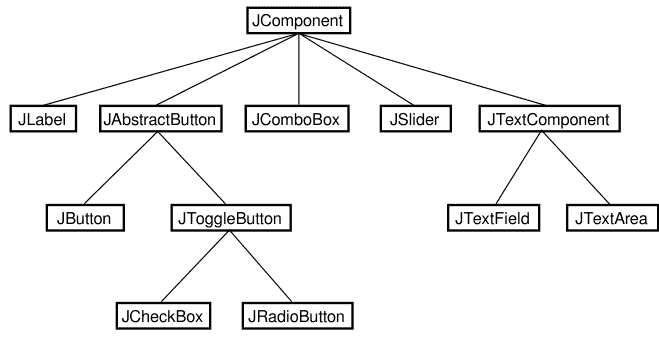 JComponent
JLabel JAbstractButton JComboBox JSlider JTextComponent
JButton JToggleButton JTextField JTextArea
JCheckBox JRadioButton